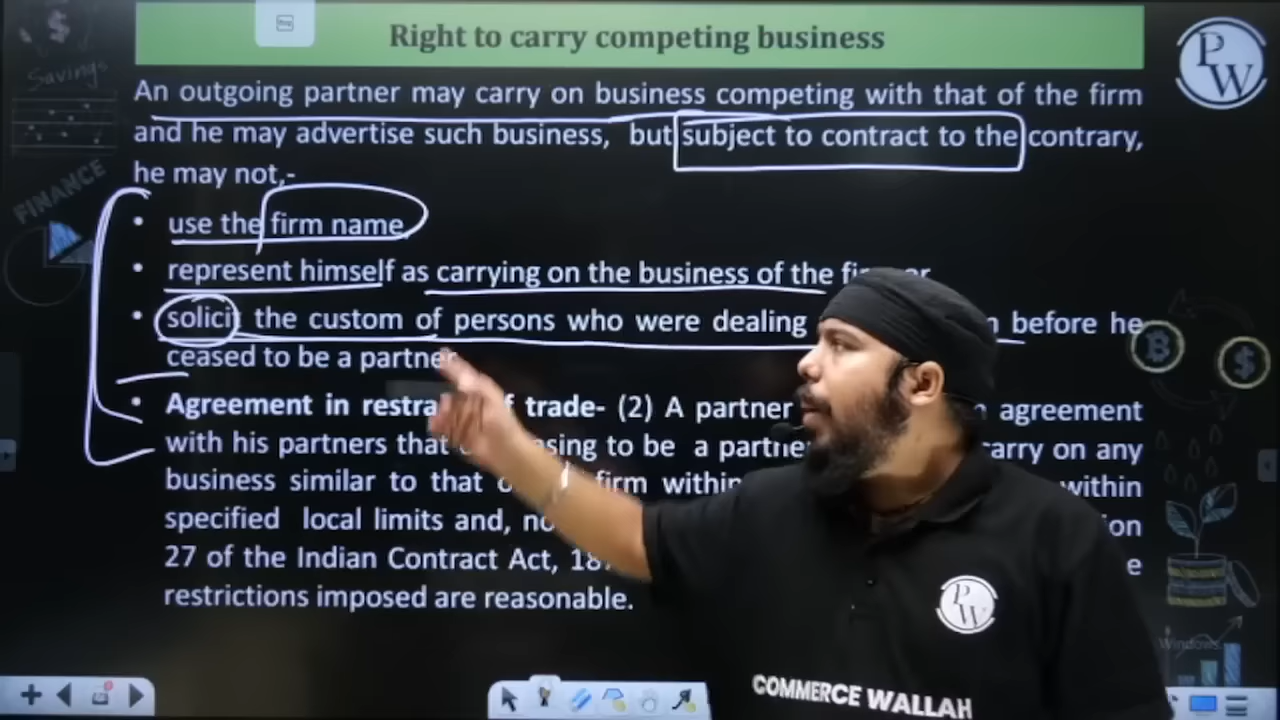 Right to carry competing business
An outgoing partner may carry on business competing with that of the firm
and he may advertise such business, but subject to contract to the contrary,
he may not,-
• use the firm name
• represent himself as carrying on the business of the
• solicit the custom of persons who were dealing before he
ceased to be a partner
• Agreement in trade- (2) A partner agreement
with his partners that be a carry on any
business similar to that firm within
specified local limits and,
27 of the Indian Contract Act,
restrictions imposed are reasonable.
Savings
FINANCE
PW
PW
COMMERCE WALLAH